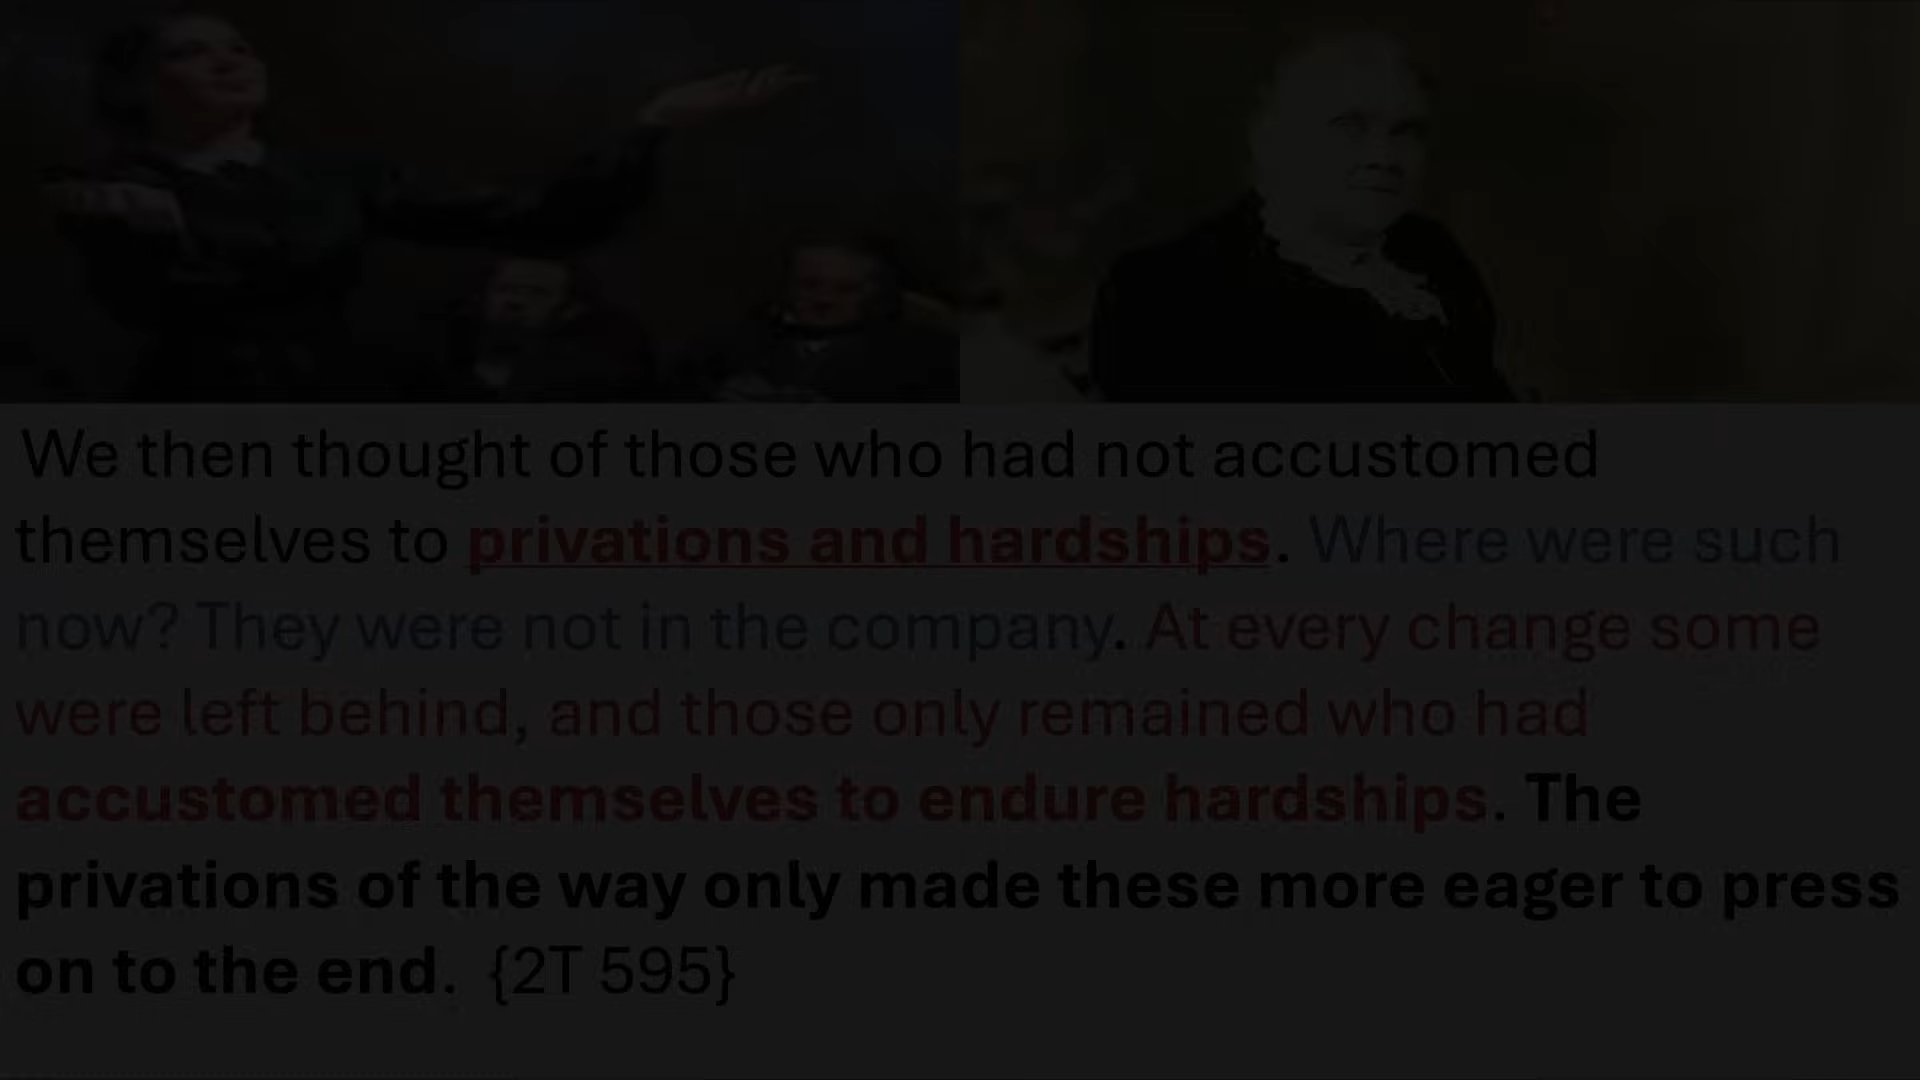 We then thought of those who had not accustomed
themselves to privations and hardships. Where were such
now? They were not in the company. At every change some
were left behind, and those only remained who had
accustomed themselves to endure hardships. The
privations of the way only made these more eager to press
on to the end. {2T 595}